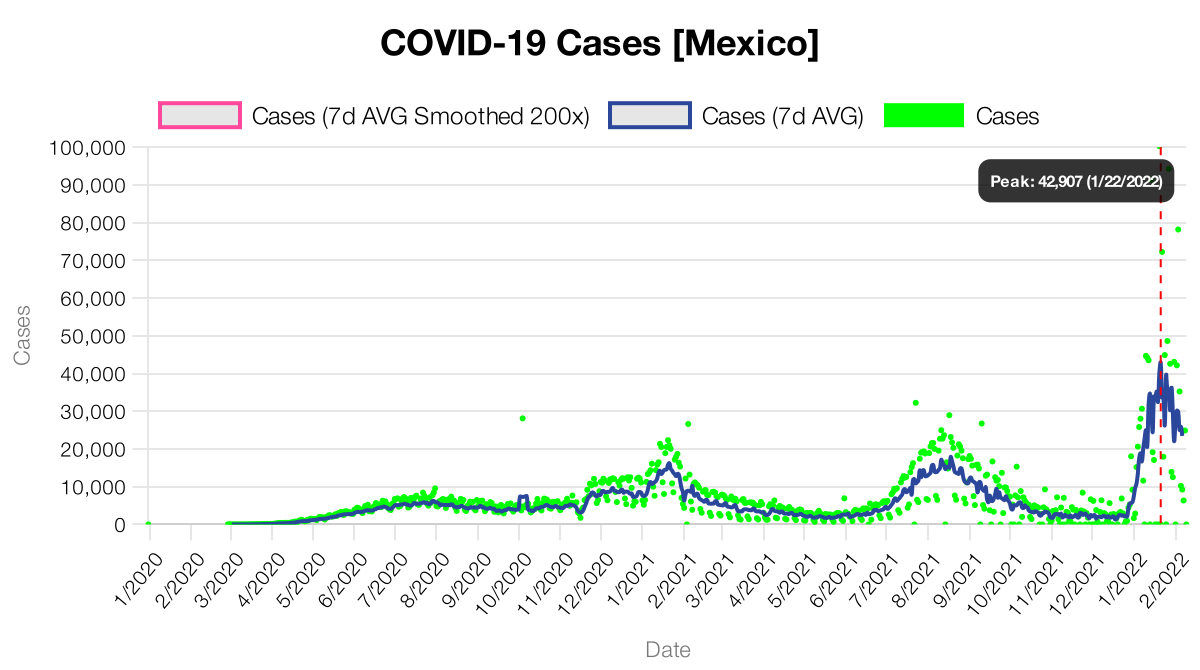 COVID-19 Cases [Mexico]
Cases (7d AVG Smoothed 200x) Cases (7d AVG) Cases
100,000
90,000
80,000
70,000
60,000
50,000
40,000
30,000
20,000
10,000
0
Cases
Peak: 42,907 (1/22/2022)
1/2020 2/2020 3/2020 4/2020 5/2020 6/2020 7/2020 8/2020 9/2020 10/2020 11/2020 12/2020 1/2021 2/2021 3/2021 4/2021 5/2021 6/2021 7/2021 8/2021 9/2021 10/2021 11/2021 12/2021 1/2022 2/2022
Date